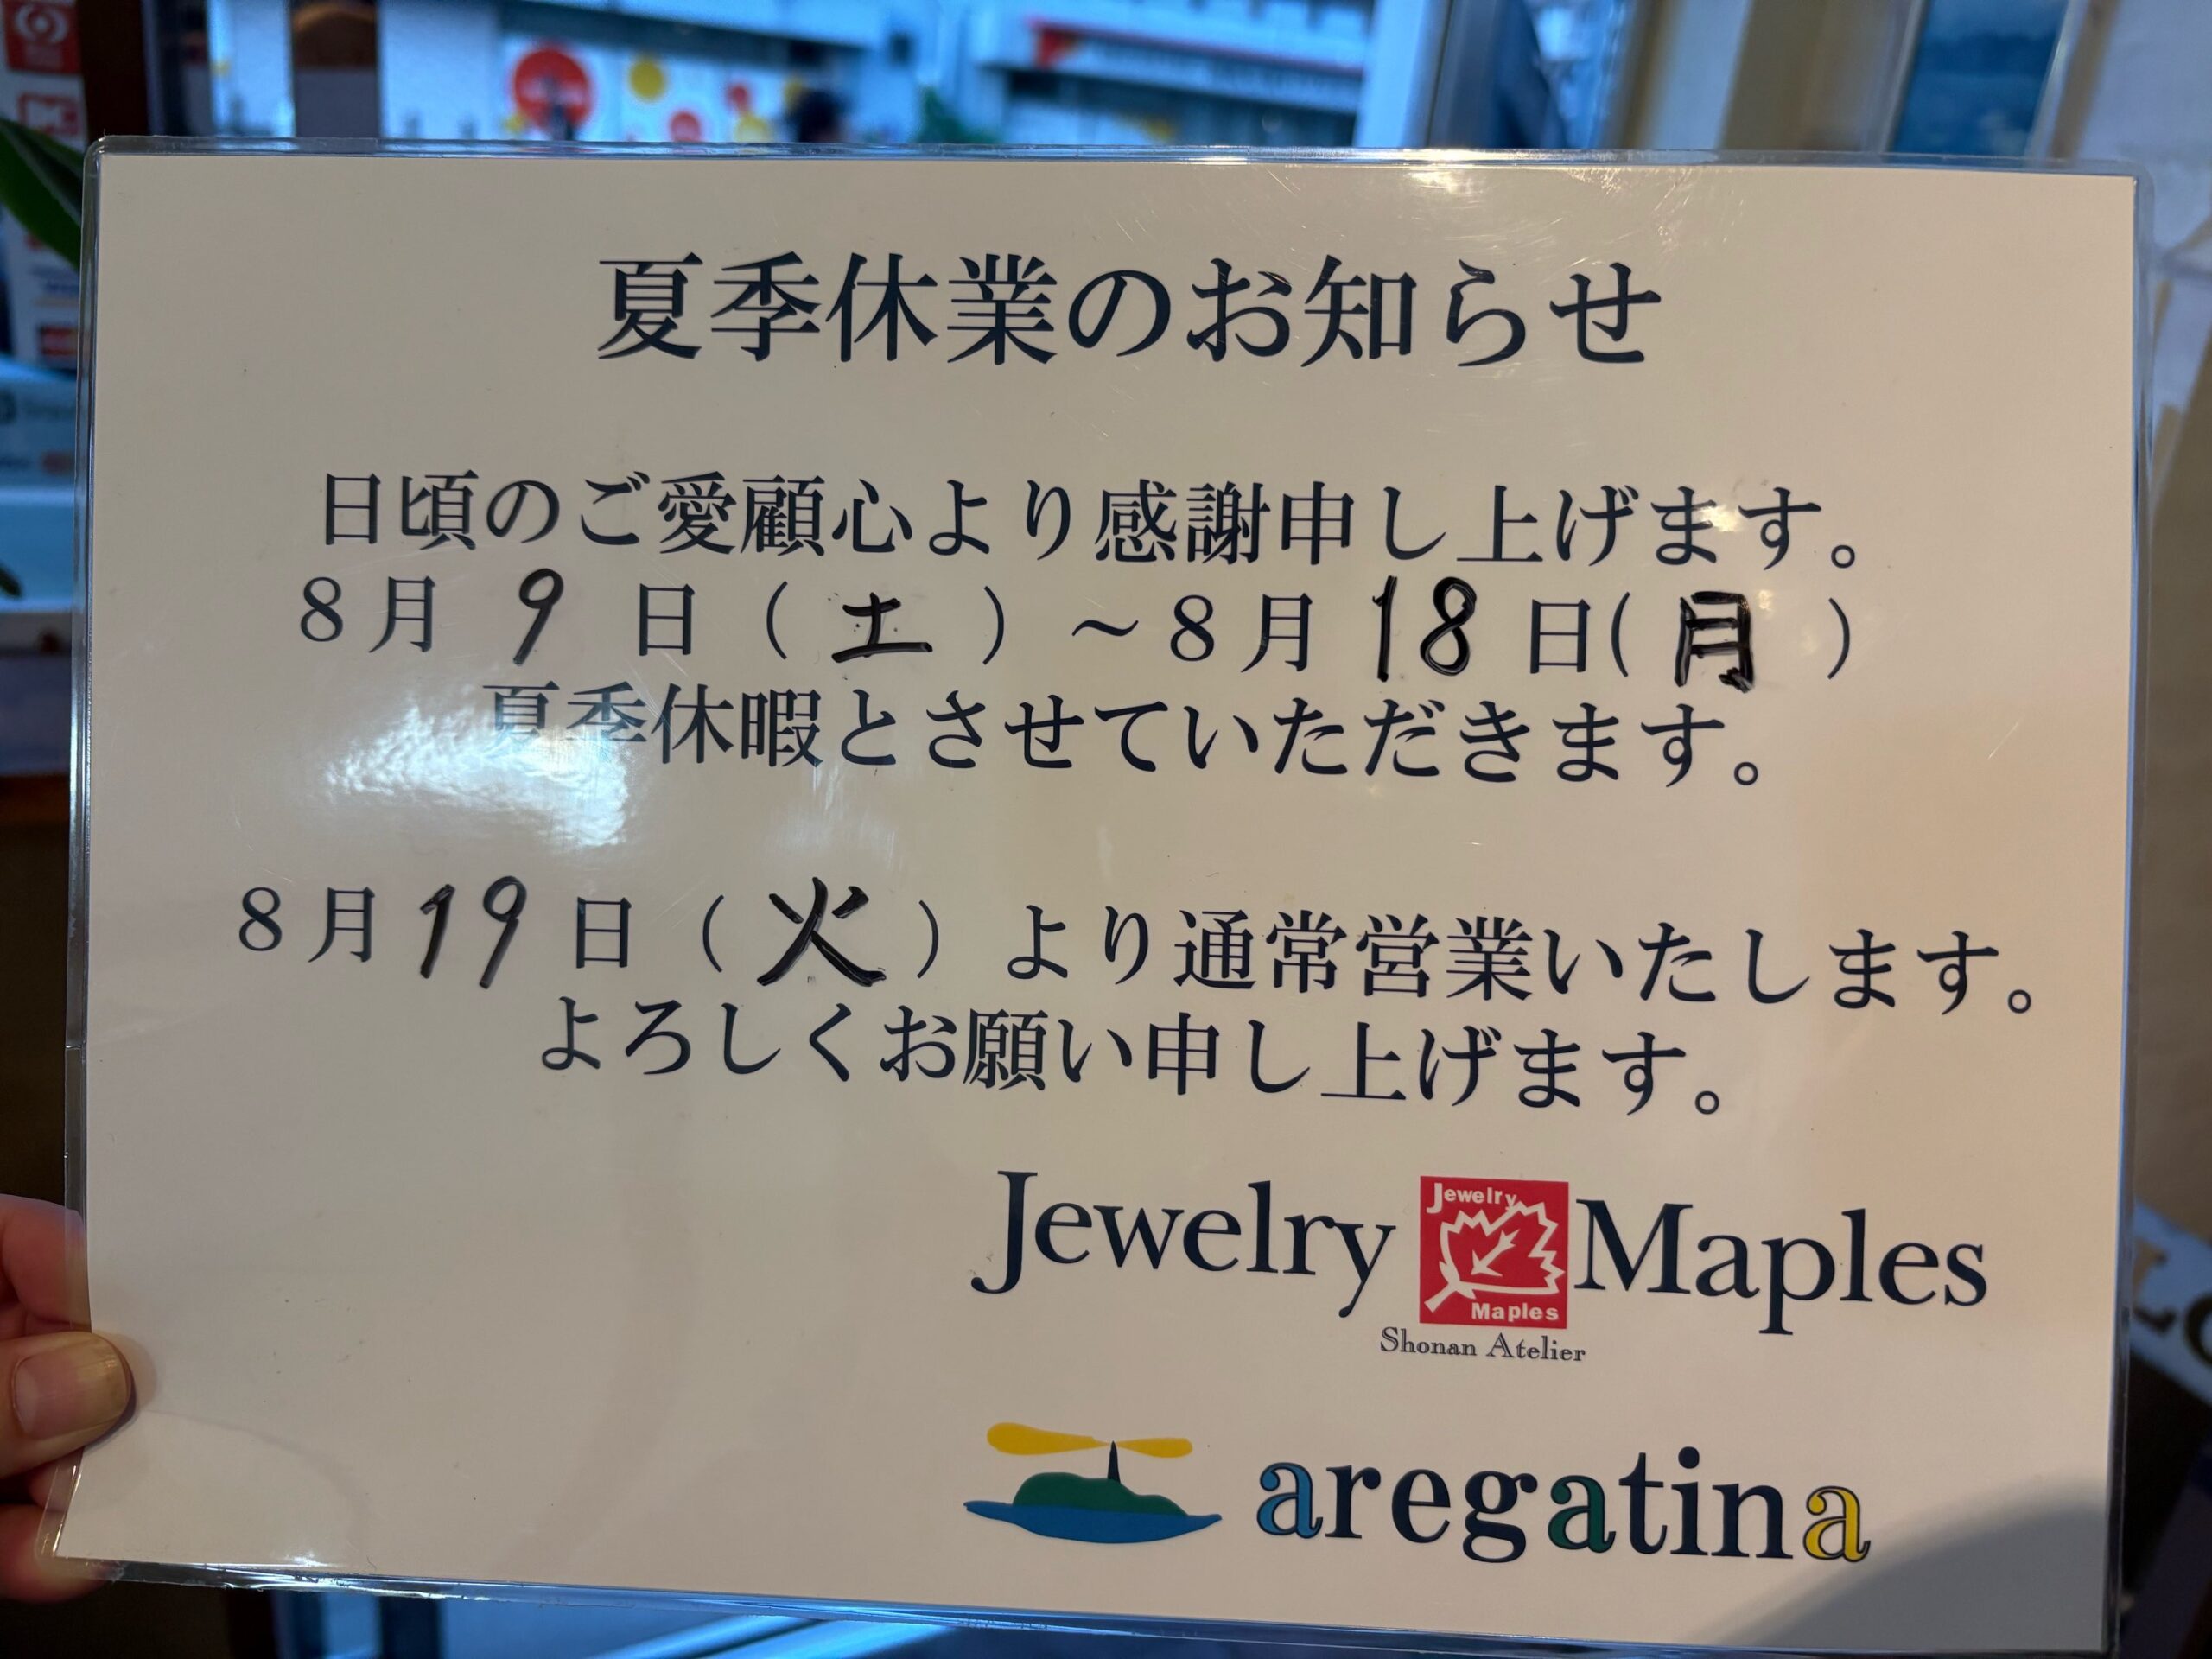 夏季休業のお知らせ
日頃のご愛顧心より感謝申し上げます。
8月 9 日（土）～8月 18 日(月)
夏季休暇とさせていただきます。
8月19日（火）より通常営業いたします。
よろしくお願い申し上げます。
Jewelry Maples
Jewelry
Maples
Shonan Atelier
aregatina